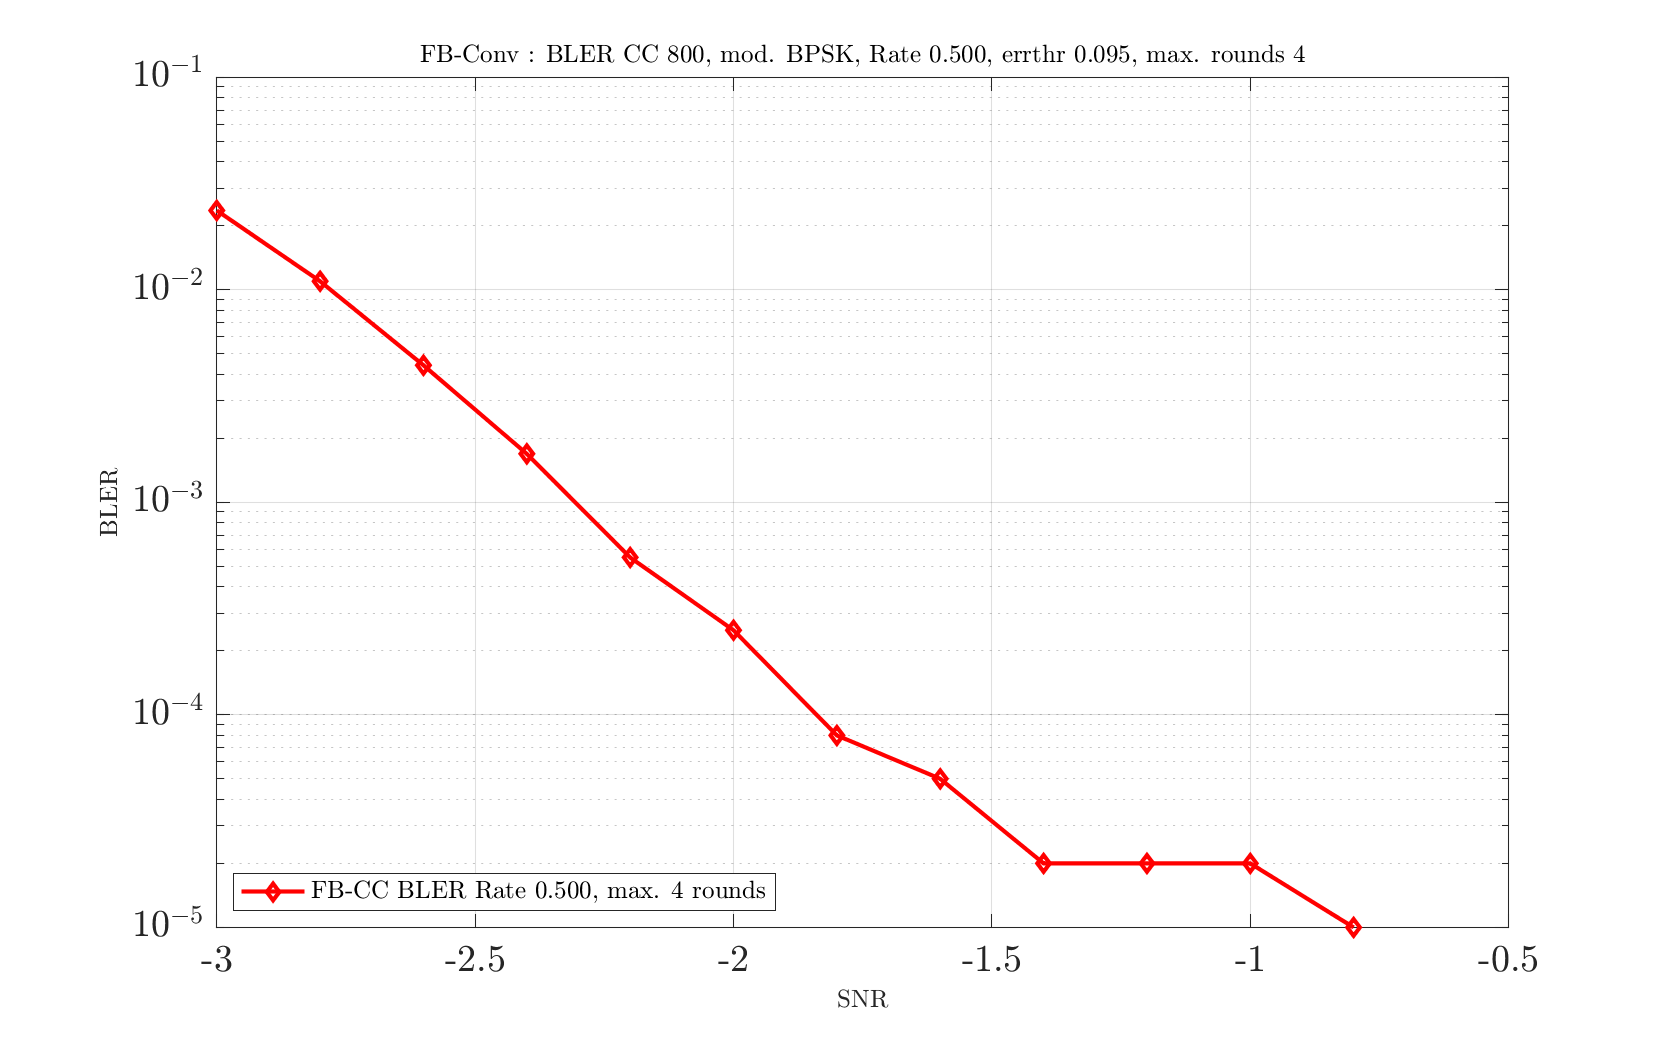 FB-Conv : BLER CC 800, mod. BPSK, Rate 0.500, errthr 0.095, max. rounds 4
10⁻¹
10⁻²
10⁻³
10⁻⁴
10⁻⁵
BLER
FB-CC BLER Rate 0.500, max. 4 rounds
-3 -2.5 -2 -1.5 -1 -0.5
SNR